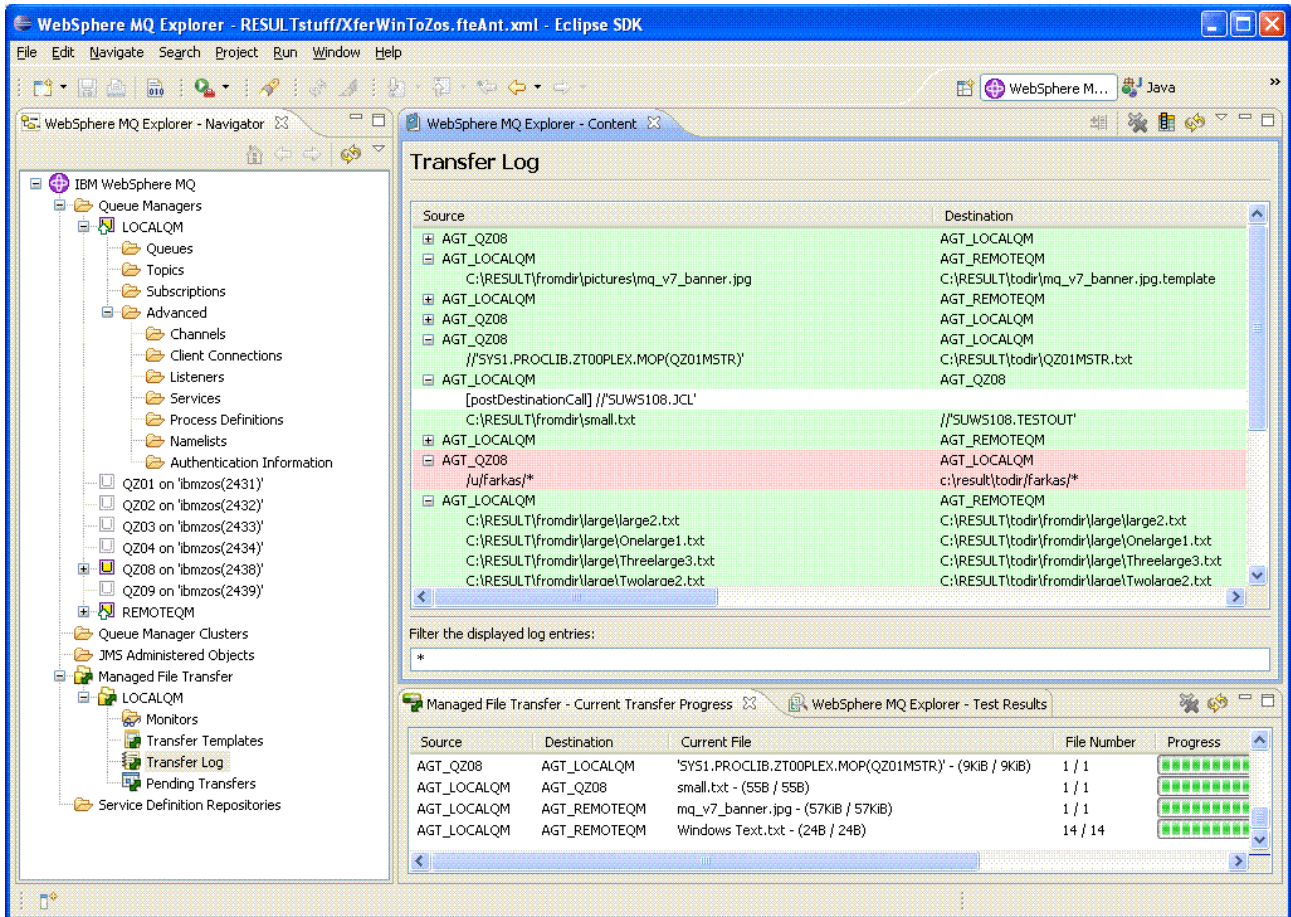 WebSphere MQ Explorer - RESULTstuff/XferWinToZos.fteAnt.xml - Eclipse SDK
File Edit Navigate Search Project Run Window Help
WebSphere M... Java »
WebSphere MQ Explorer - Navigator
IBM WebSphere MQ
Queue Managers
LOCALQM
Queues
Topics
Subscriptions
Advanced
Channels
Client Connections
Listeners
Services
Process Definitions
Namelists
Authentication Information
QZ01 on 'ibmzos(2431)'
QZ02 on 'ibmzos(2432)'
QZ03 on 'ibmzos(2433)'
QZ04 on 'ibmzos(2434)'
QZ08 on 'ibmzos(2438)'
QZ09 on 'ibmzos(2439)'
REMOTEQM
Queue Manager Clusters
JMS Administered Objects
Managed File Transfer
LOCALQM
Monitors
Transfer Templates
Transfer Log
Pending Transfers
Service Definition Repositories
WebSphere MQ Explorer - Content
Transfer Log
Source Destination
AGT_QZ08 AGT_LOCALQM
AGT_LOCALQM AGT_REMOTEQM
C:\RESULT\fromdir\pictures\mq_v7_banner.jpg C:\RESULT\todir\mq_v7_banner.jpg.template
AGT_LOCALQM AGT_REMOTEQM
AGT_QZ08 AGT_LOCALQM
AGT_QZ08 AGT_LOCALQM
//'SYS1.PROCLIB.ZT00PLEX.MOP(QZ01MSTR)' C:\RESULT\todir\QZ01MSTR.txt
AGT_LOCALQM AGT_QZ08
[postDestinationCall] //'SUWS108.JCL'
C:\RESULT\fromdir\small.txt //'SUWS108.TESTOUT'
AGT_LOCALQM AGT_REMOTEQM
AGT_QZ08 AGT_LOCALQM
/u/farkas/* c:\result\todir/farkas/*
AGT_LOCALQM AGT_REMOTEQM
C:\RESULT\fromdir\large\large2.txt C:\RESULT\todir\fromdir\large\large2.txt
C:\RESULT\fromdir\large\Onelarge1.txt C:\RESULT\todir\fromdir\large\Onelarge1.txt
C:\RESULT\fromdir\large\Threelarge3.txt C:\RESULT\todir\fromdir\large\Threelarge3.txt
C:\RESULT\fromdir\large\Twolarge2.txt C:\RESULT\todir\fromdir\large\Twolarge2.txt
Filter the displayed log entries:
*
Managed File Transfer - Current Transfer Progress WebSphere MQ Explorer - Test Results
Source Destination Current File File Number Progress
AGT_QZ08 AGT_LOCALQM 'SYS1.PROCLIB.ZT00PLEX.MOP(QZ01MSTR)' - (9KiB / 9KiB) 1 / 1
AGT_LOCALQM AGT_QZ08 small.txt - (55B / 55B) 1 / 1
AGT_LOCALQM AGT_REMOTEQM mq_v7_banner.jpg - (57KiB / 57KiB) 1 / 1
AGT_LOCALQM AGT_REMOTEQM Windows Text.txt - (24B / 24B) 14 / 14